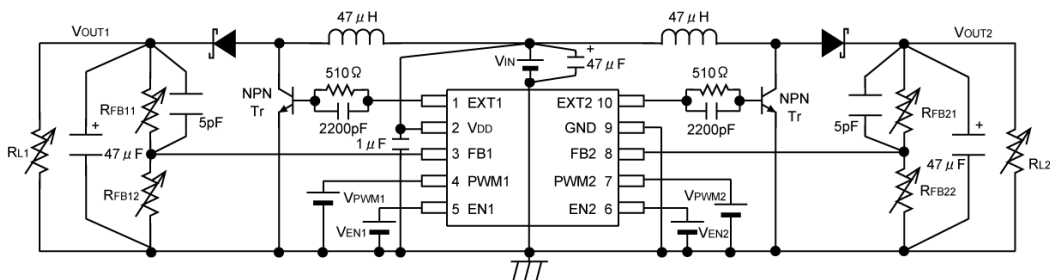 47μH
47μH
VOUT1
VOUT2
VIN
+
47μF
510Ω
2200pF
510Ω
2200pF
NPN
Tr
NPN
Tr
RFB11
5pF
RFB21
5pF
1 EXT1
2 VDD
3 FB1
4 PWM1
5 EN1
EXT2 10
GND 9
FB2 8
PWM2 7
EN2 6
1μF
+
47μF
+
47μF
RL1
RL2
RFB12
RFB22
VPWM1
VEN1
VPWM2
VEN2